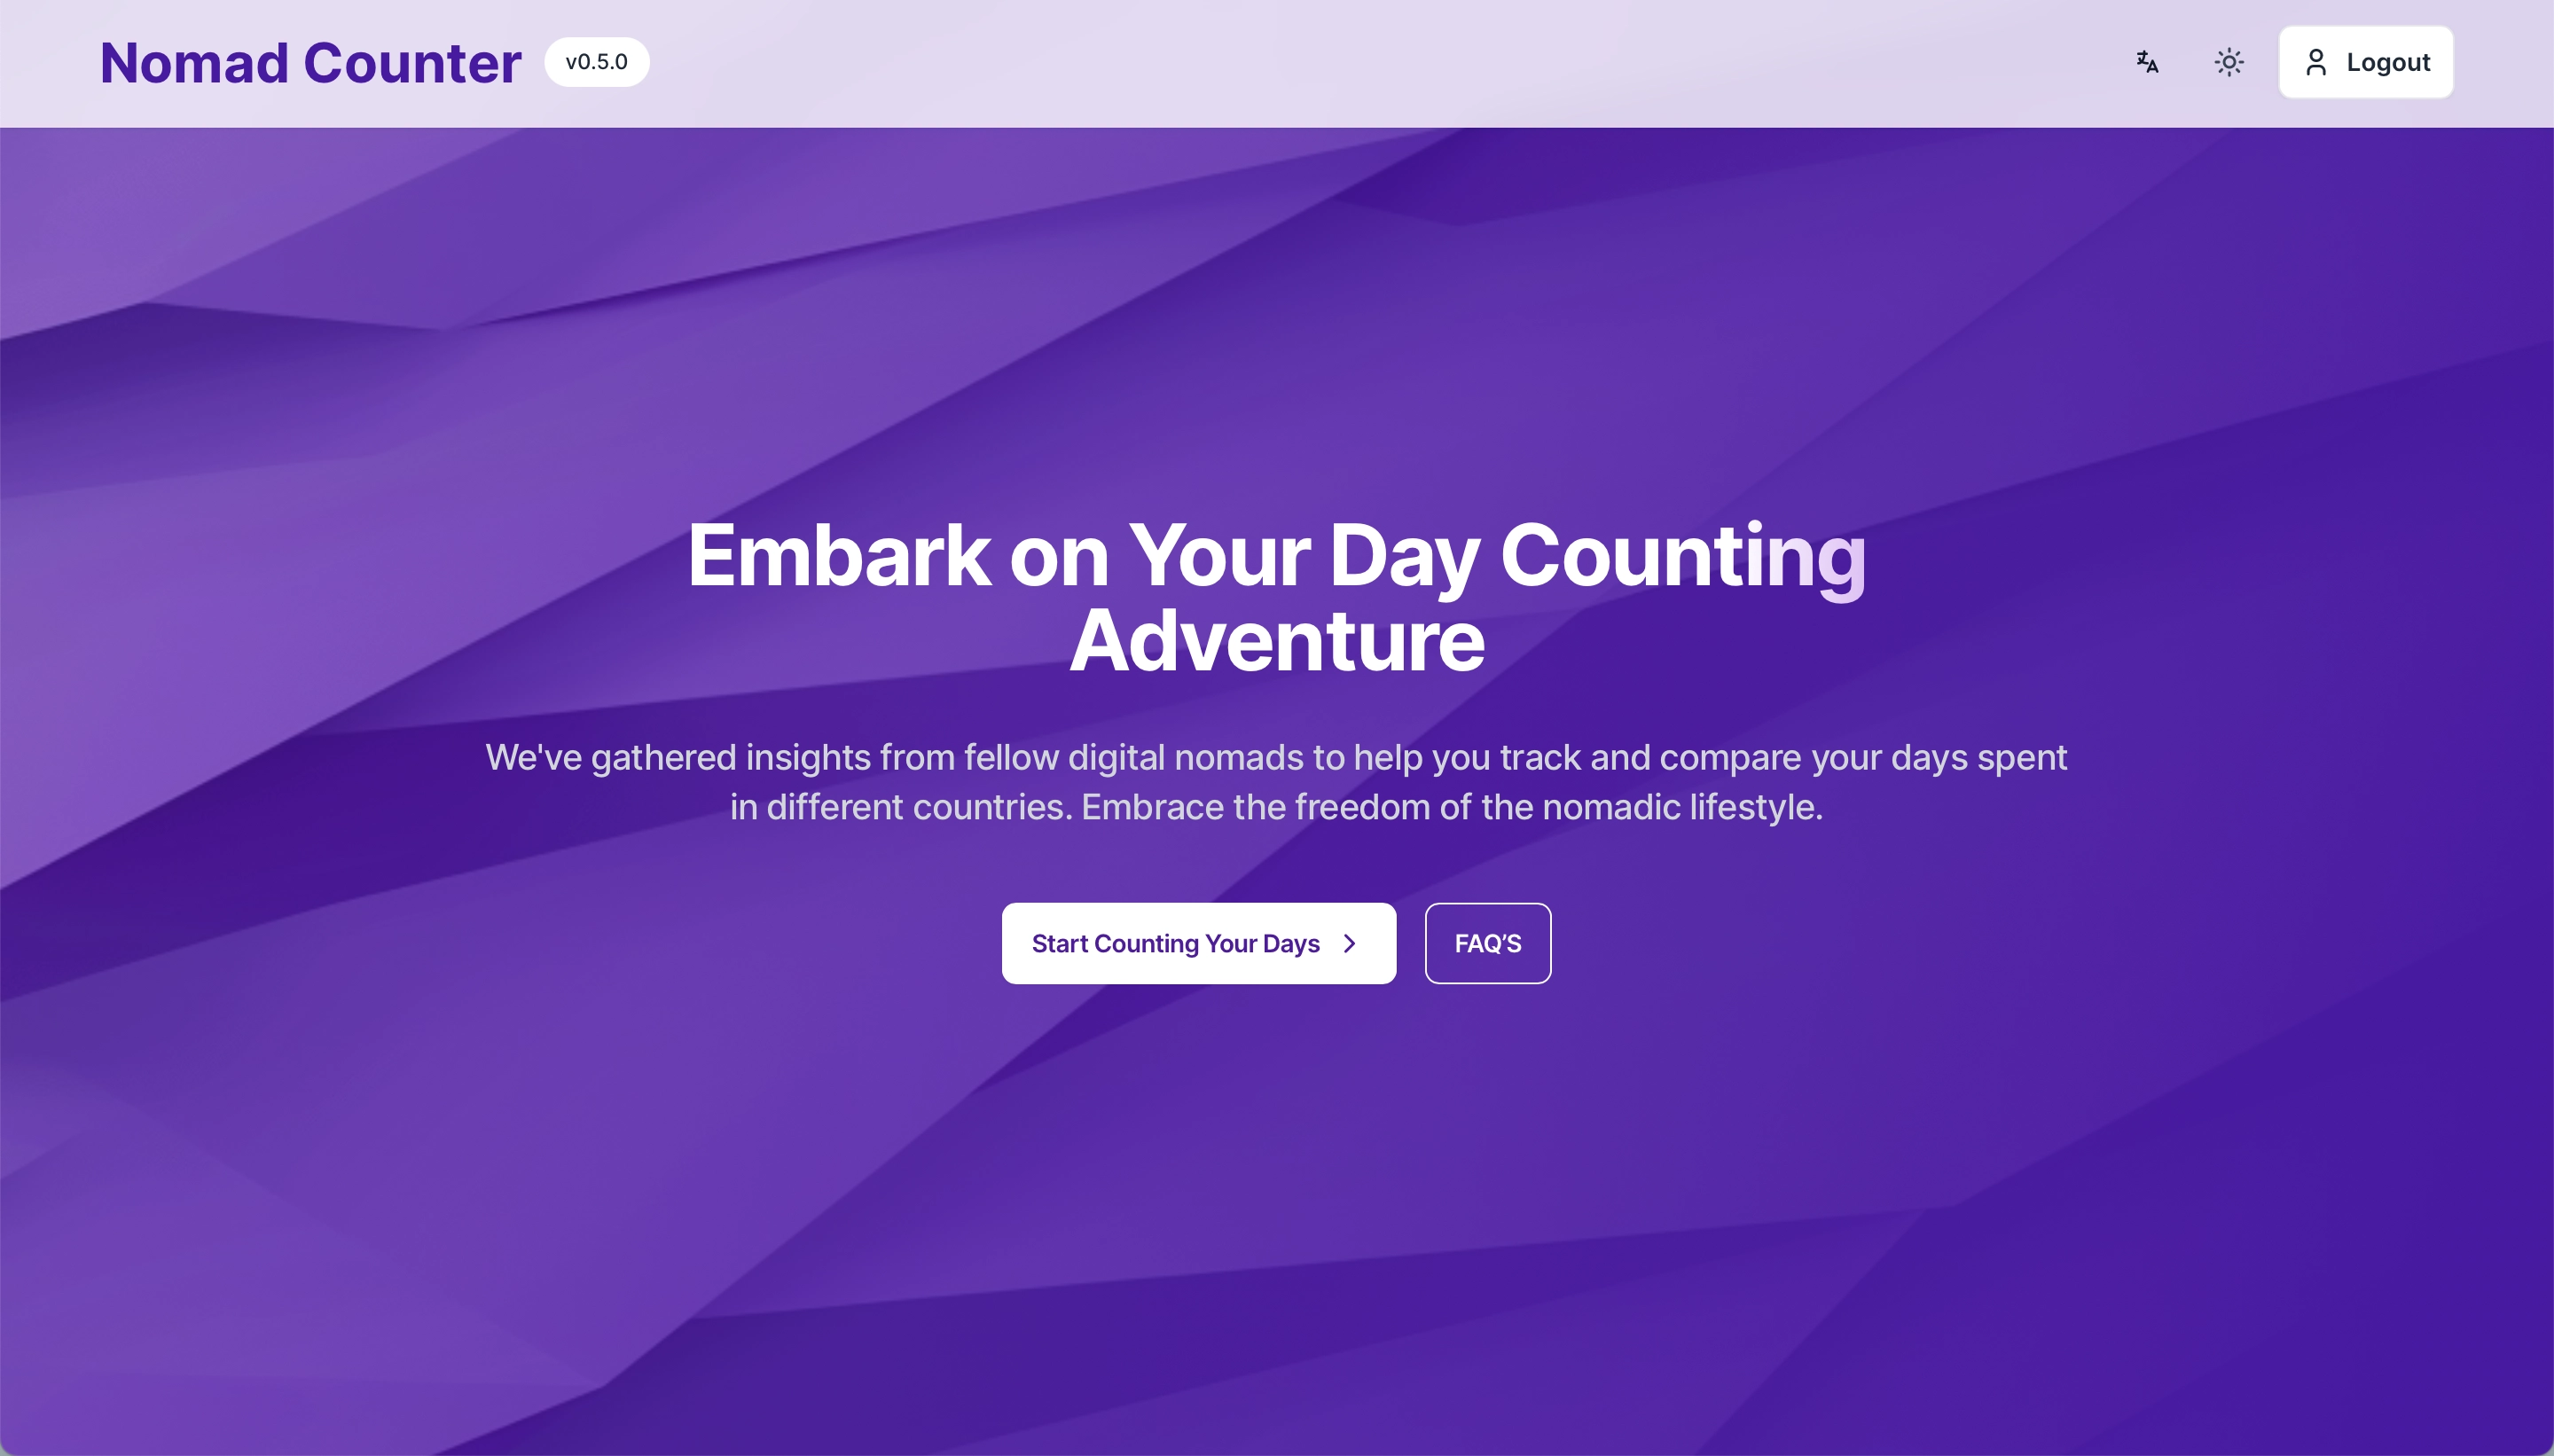 Nomad Counter
v0.5.0
Logout
Embark on Your Day Counting
Adventure
We've gathered insights from fellow digital nomads to help you track and compare your days spent
in different countries. Embrace the freedom of the nomadic lifestyle.
Start Counting Your Days
FAQ’S